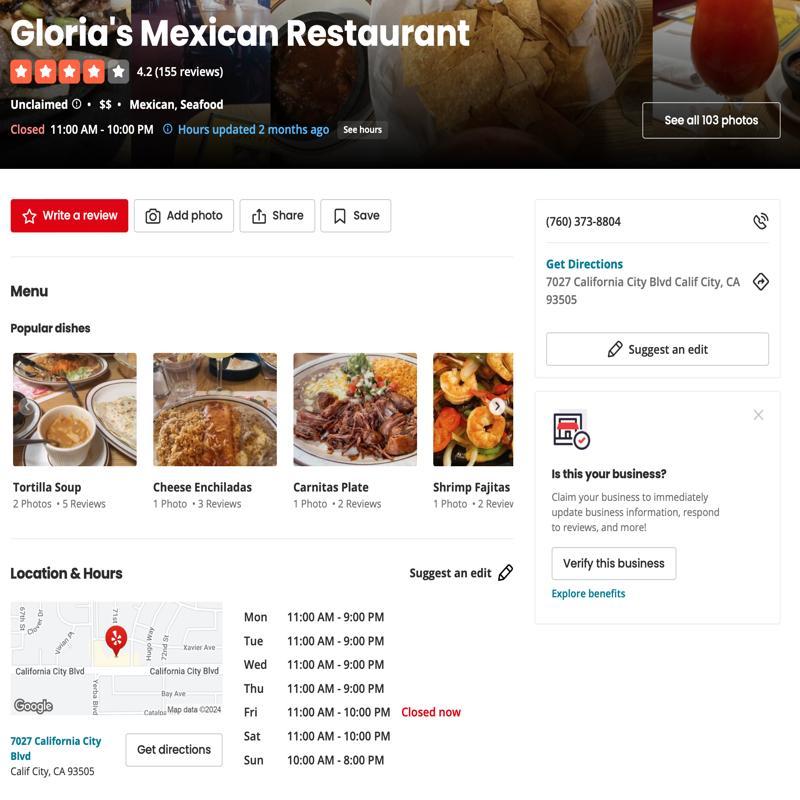 Gloria's Mexican Restaurant
4.2 (155 reviews)
Unclaimed • $$ • Mexican, Seafood
Closed 11:00 AM - 10:00 PM Hours updated 2 months ago See hours
See all 103 photos
Write a review Add photo Share Save
(760) 373-8804
Get Directions
7027 California City Blvd Calif City, CA
93505
Suggest an edit
Menu
Popular dishes
Tortilla Soup
2 Photos • 5 Reviews
Cheese Enchiladas
1 Photo • 3 Reviews
Carnitas Plate
1 Photo • 2 Reviews
Shrimp Fajitas
1 Photo • 2 Review
Is this your business?
Claim your business to immediately
update business information, respond
to reviews, and more!
Verify this business
Explore benefits
Location & Hours
Suggest an edit
67th St
Clover Dr
Vivian Pl
71st
Hugo Way
72nd St
Xavier Ave
California City Blvd
California City Blvd
Yerba Blvd
Bay Ave
Catalpa
Google
Map data ©2024
7027 California City
Blvd
Calif City, CA 93505
Get directions
Mon 11:00 AM - 9:00 PM
Tue 11:00 AM - 9:00 PM
Wed 11:00 AM - 9:00 PM
Thu 11:00 AM - 9:00 PM
Fri 11:00 AM - 10:00 PM Closed now
Sat 11:00 AM - 10:00 PM
Sun 10:00 AM - 8:00 PM